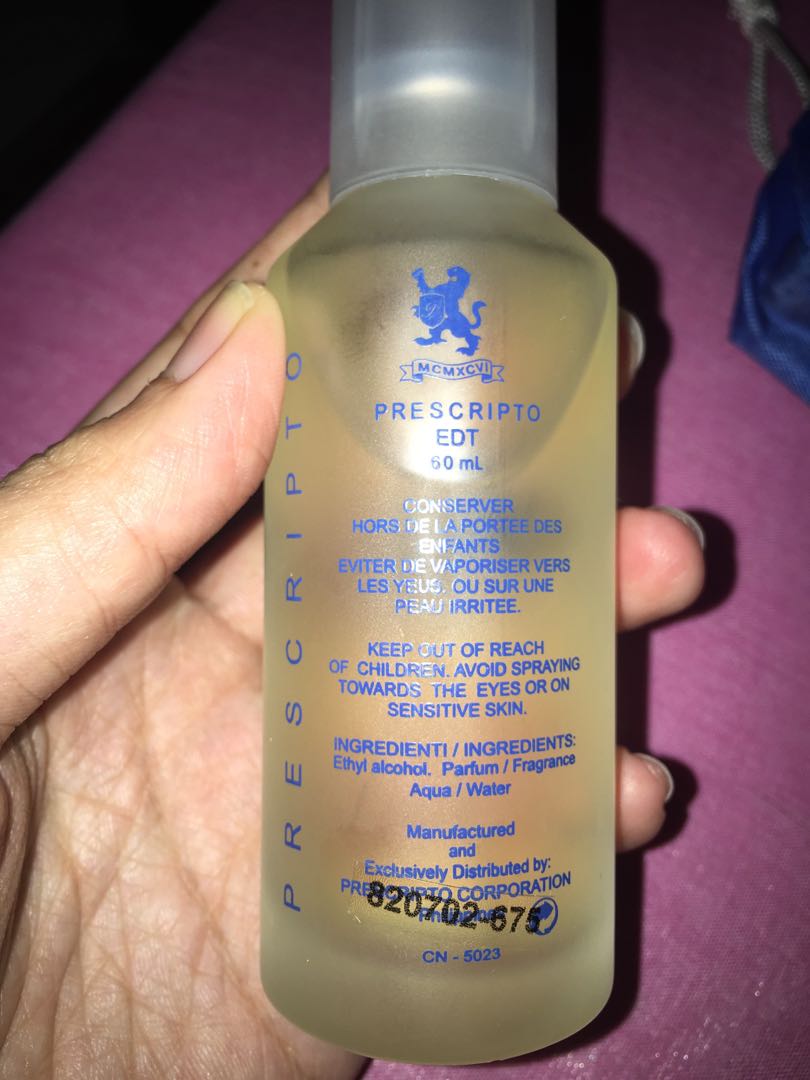 MCMXCVI
PRESCRIPTO
EDT
60 mL
CONSERVER
HORS DE LA PORTEE DES
ENFANTS
EVITER DE VAPORISER VERS
LES YEUS. OU SUR UNE
PEAU IRRITEE.
KEEP OUT OF REACH
OF CHILDREN. AVOID SPRAYING
TOWARDS THE EYES OR ON
SENSITIVE SKIN.
INGREDIENTI / INGREDIENTS:
Ethyl alcohol. Parfum / Fragrance
Aqua / Water
Manufactured
and
Exclusively Distributed by:
PRESCRIPTO CORPORATION
820702-675
CN - 5023
PRESCRIPTO